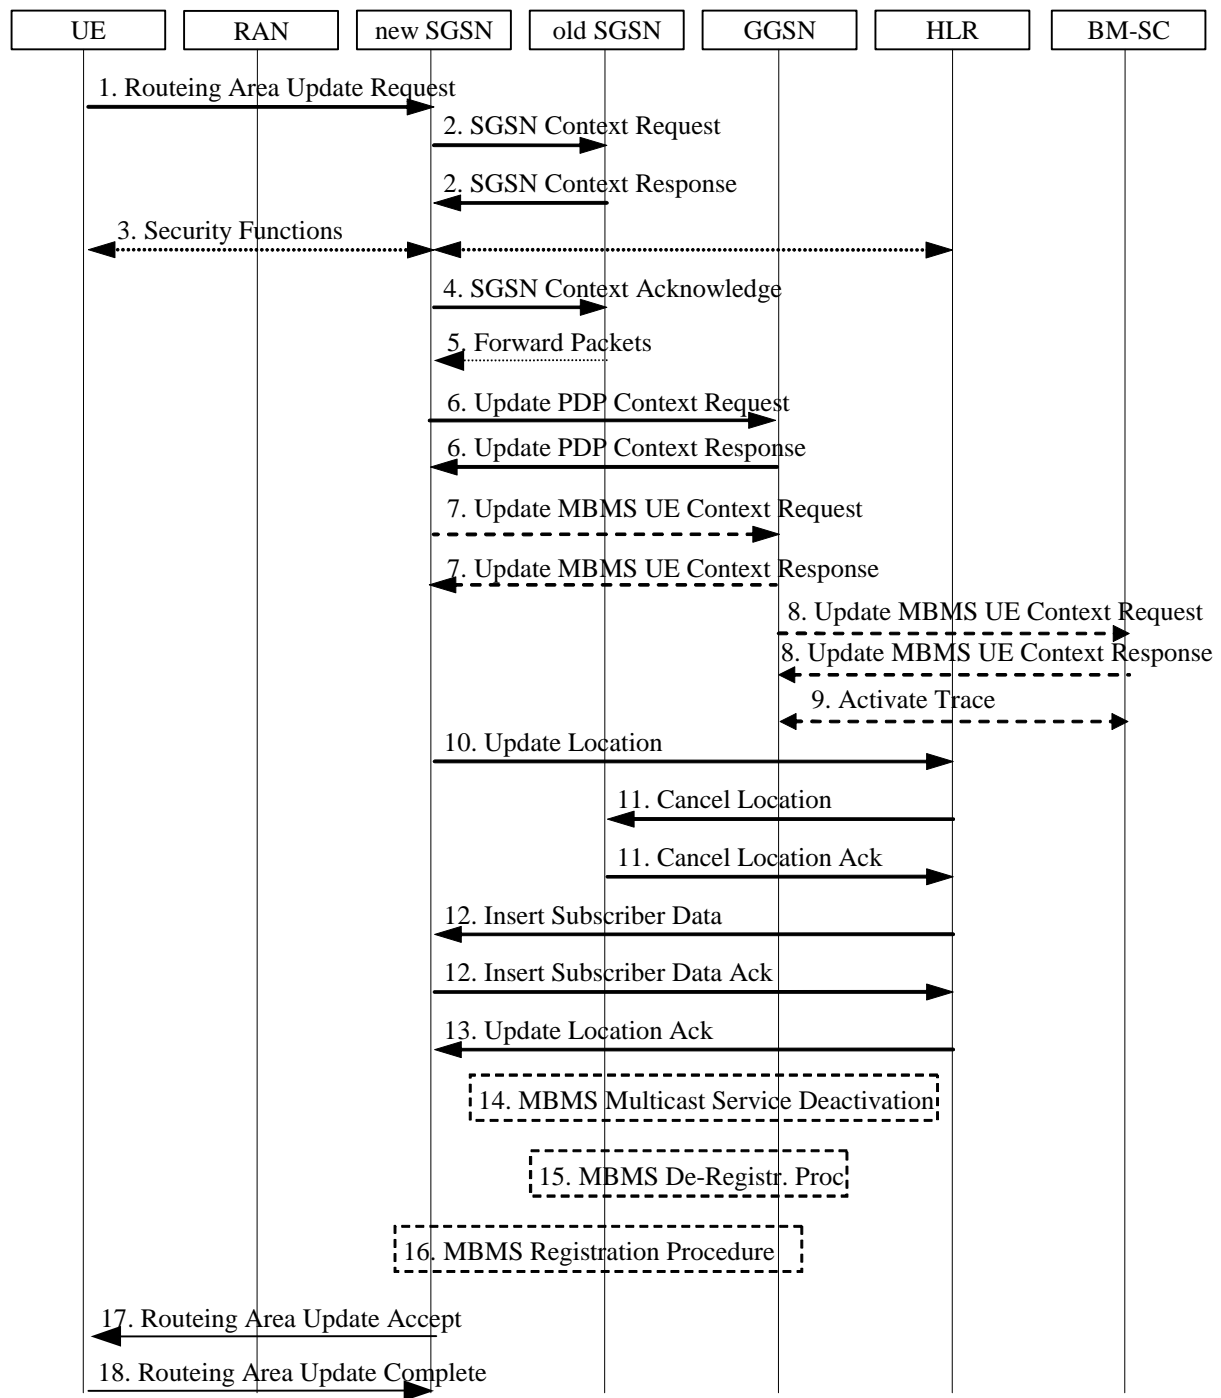 UE RAN new SGSN old SGSN GGSN HLR BM-SC
1. Routeing Area Update Request
2. SGSN Context Request
2. SGSN Context Response
3. Security Functions
4. SGSN Context Acknowledge
5. Forward Packets
6. Update PDP Context Request
6. Update PDP Context Response
7. Update MBMS UE Context Request
7. Update MBMS UE Context Response
8. Update MBMS UE Context Request
8. Update MBMS UE Context Response
9. Activate Trace
10. Update Location
11. Cancel Location
11. Cancel Location Ack
12. Insert Subscriber Data
12. Insert Subscriber Data Ack
13. Update Location Ack
14. MBMS Multicast Service Deactivation
15. MBMS De-Registr. Proc
16. MBMS Registration Procedure
17. Routeing Area Update Accept
18. Routeing Area Update Complete